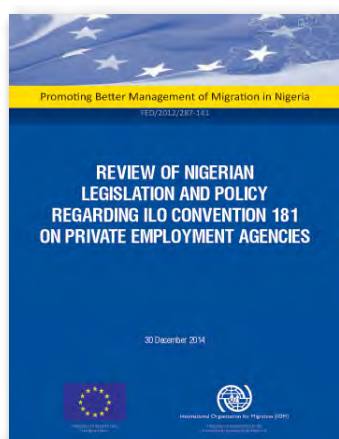 Promoting Better Management of Migration in Nigeria
FED/2012/287-141
REVIEW OF NIGERIAN
LEGISLATION AND POLICY
REGARDING ILO CONVENTION 181
ON PRIVATE EMPLOYMENT AGENCIES
30 December 2014
International Organization for Migration (IOM)